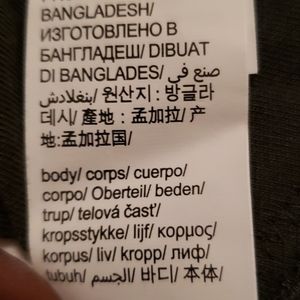 BANGLADESH/
ИЗГОТОВЛЕНО В
БАНГЛАДЕШ/ DIBUAT
DI BANGLADES/ صنع في
بنغلادش/ 원산지 : 방글라
데시/ 產地 : 孟加拉/ 产
地:孟加拉国/
body/ corps/ cuerpo/
corpo/ Oberteil/ beden/
trup/ telová časť/
kropsstykke/ lijf/ κορμος/
korpus/ liv/ kropp/ лиф/
tubuh/ الجسم/ 바디/ 本体/